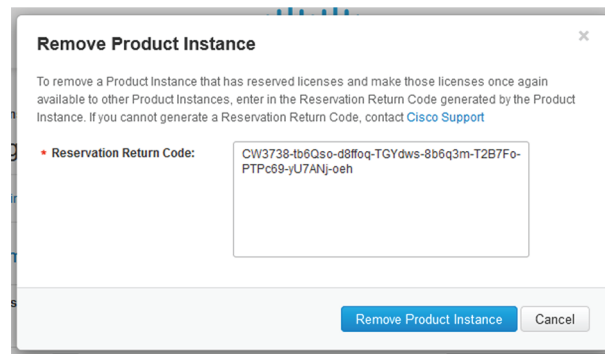 Remove Product Instance
To remove a Product Instance that has reserved licenses and make those licenses once again
available to other Product Instances, enter in the Reservation Return Code generated by the Product
Instance. If you cannot generate a Reservation Return Code, contact Cisco Support
* Reservation Return Code:
CW3738-tb6Qso-d8ffoq-TGYdws-8b6q3m-T2B7Fo-
PTPc69-yU7ANj-oeh
Remove Product Instance
Cancel